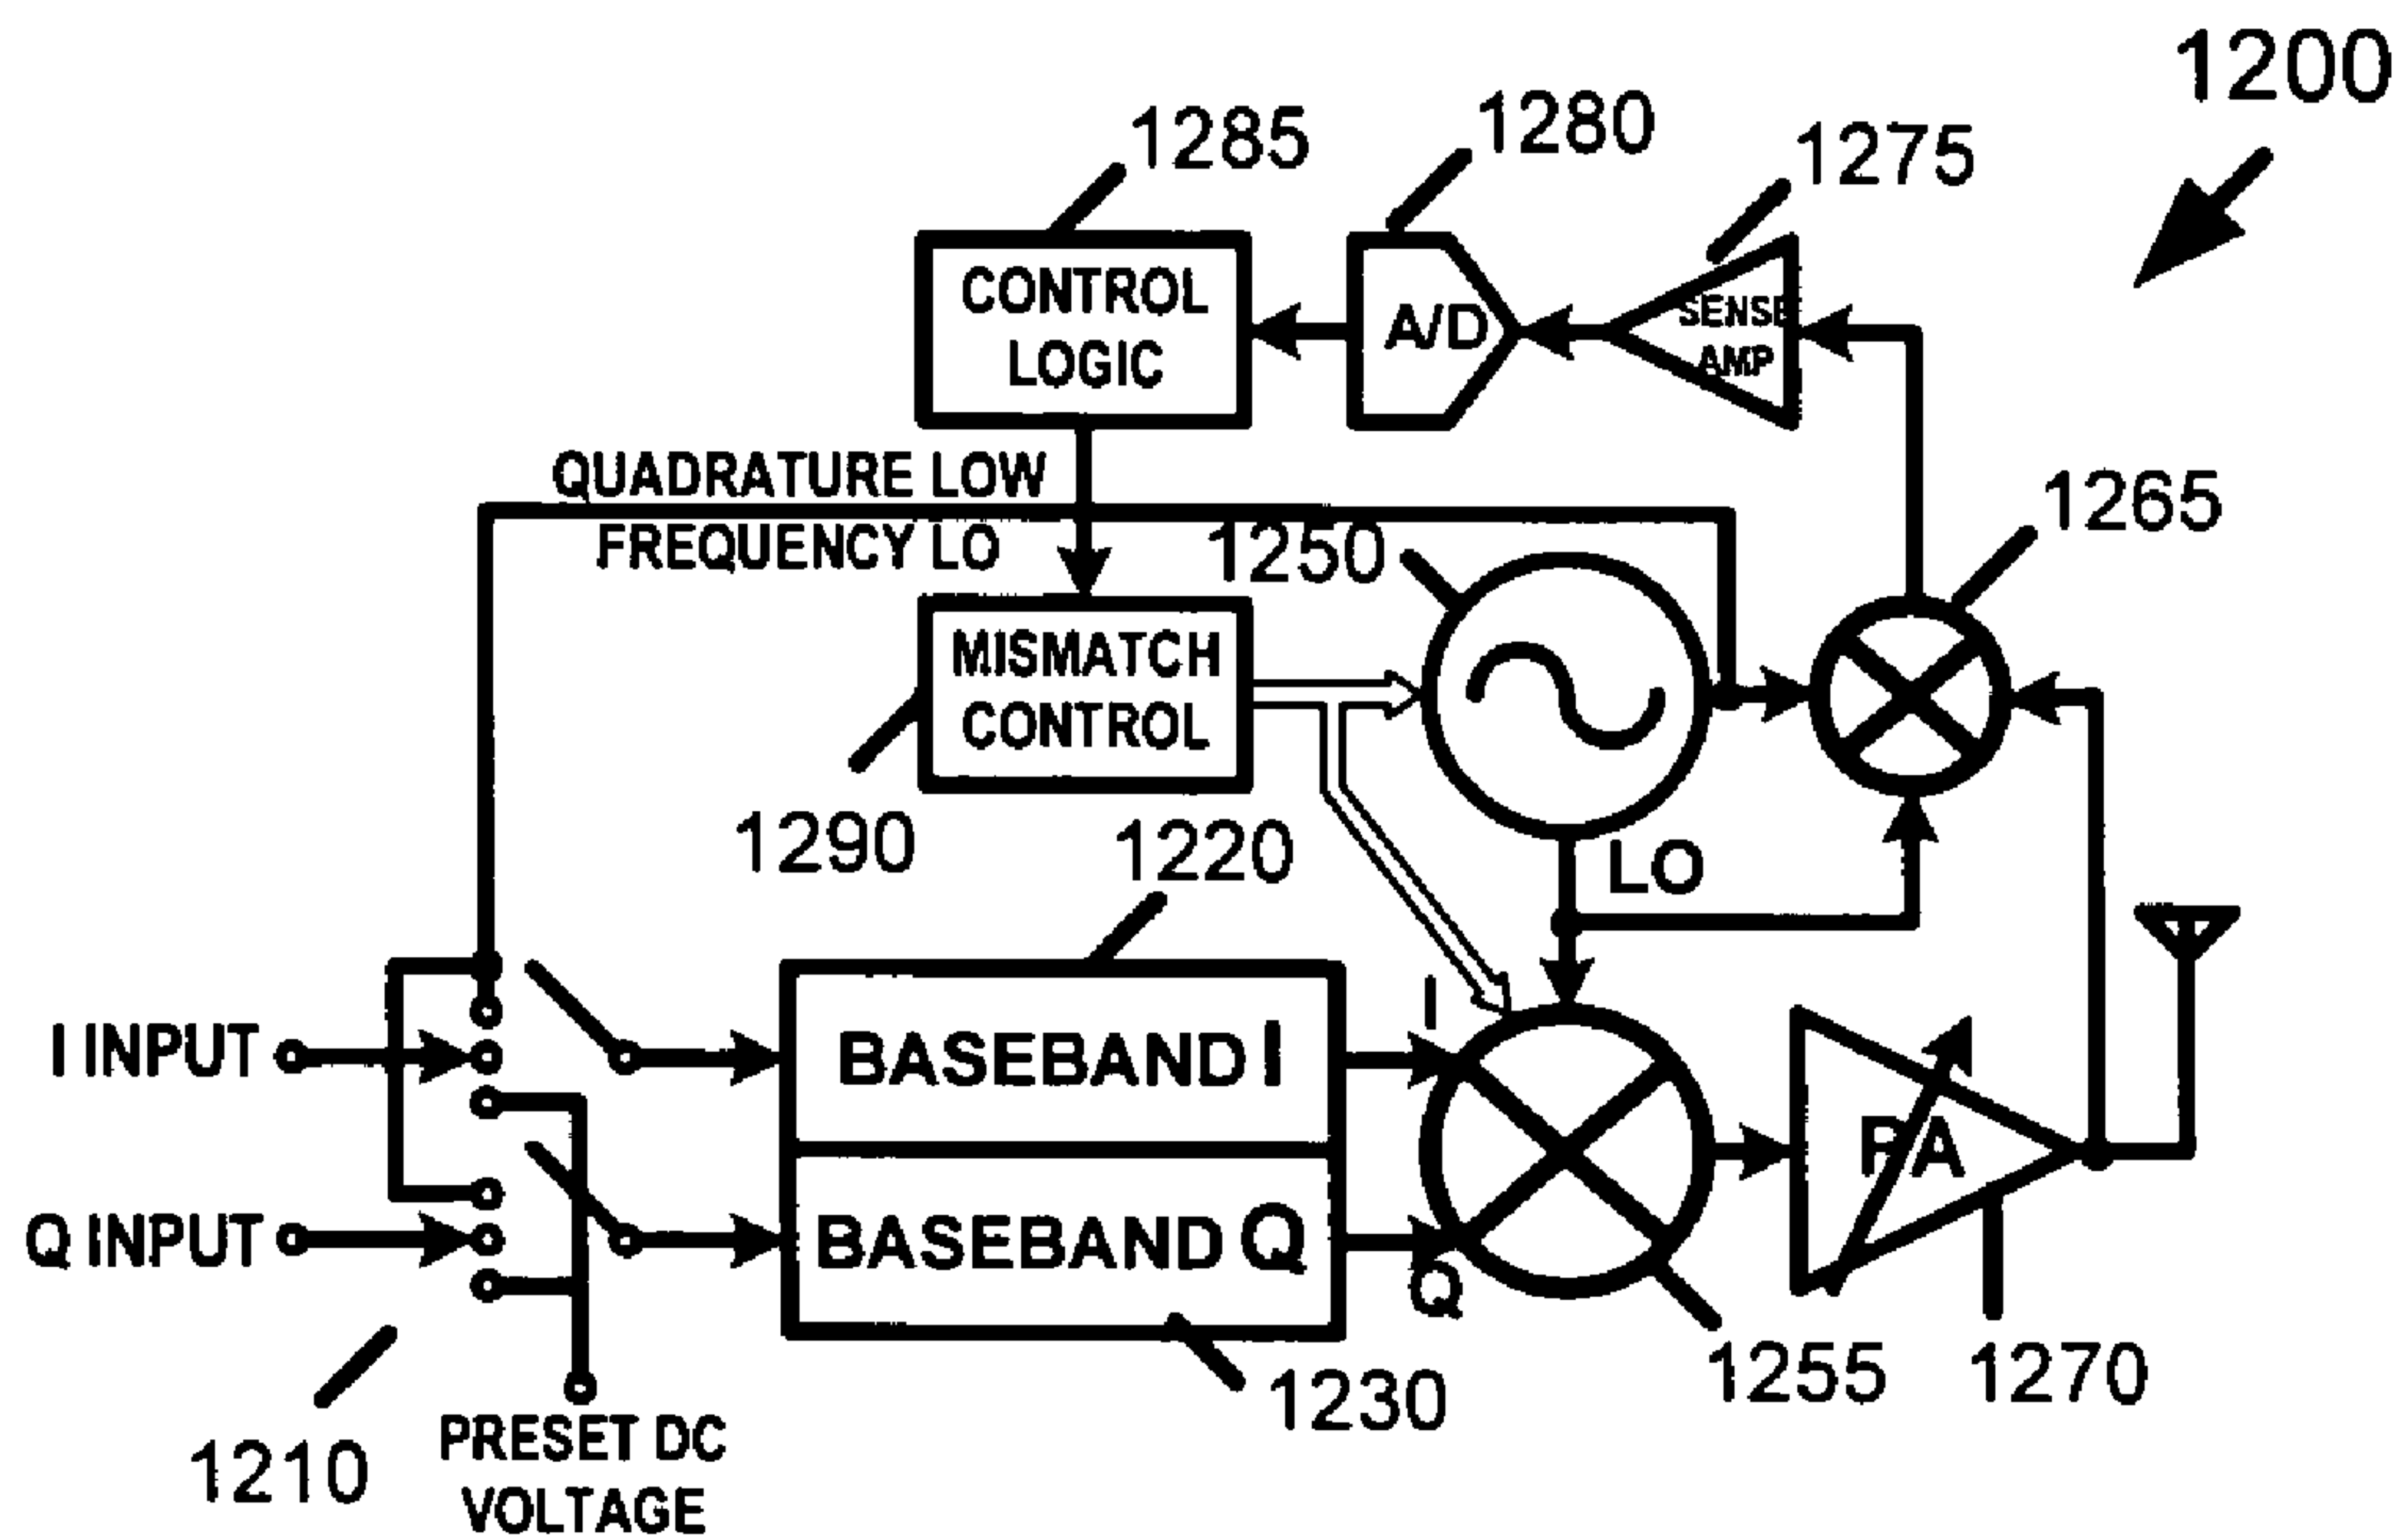 1200
1285
1280
1275
CONTROL
LOGIC
A/D
SENSE
AMP
QUADRATURE LOW
FREQUENCY LO
1250
1265
MISMATCH
CONTROL
1290
1220
LO
I INPUT
BASEBAND I
I
PA
Q INPUT
BASEBAND Q
Q
1255
1270
1230
1210
PRESET DC
VOLTAGE